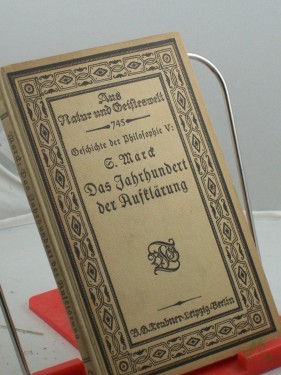 Aus
Natur und Geisteswelt
745
Geschichte der Philosophie V:
S. Marck
Das Jahrhundert
der Aufklärung
B.G. Teubner · Leipzig · Berlin